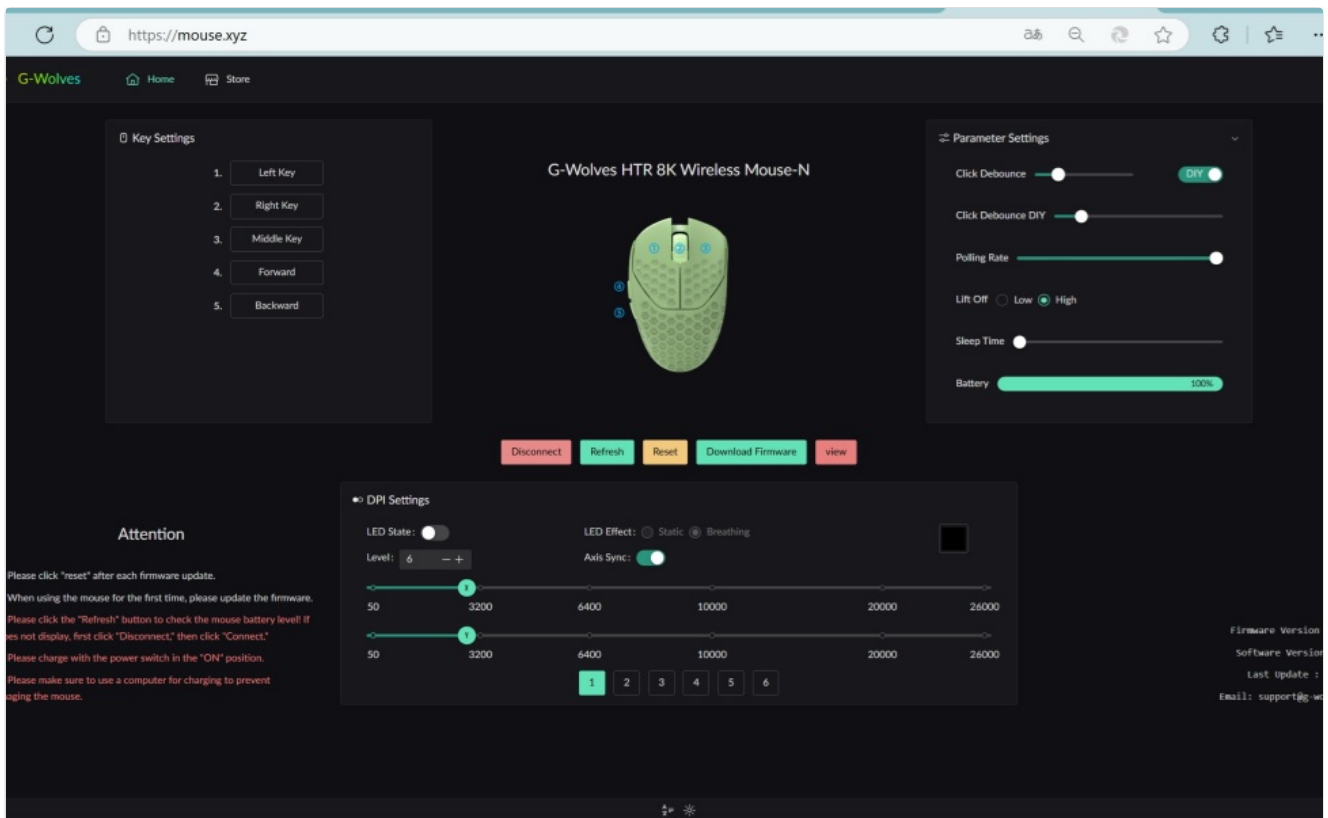 https://mouse.xyz
G-Wolves Home Store
Key Settings
1. Left Key
2. Right Key
3. Middle Key
4. Forward
5. Backward
G-Wolves HTR 8K Wireless Mouse-N
① ② ③
④
⑤
Parameter Settings
Click Debounce DIY
Click Debounce DIY
Polling Rate
Lift Off Low High
Sleep Time
Battery 100%
Disconnect Refresh Reset Download Firmware view
Attention
Please click "reset" after each firmware update.
When using the mouse for the first time, please update the firmware.
Please click the "Refresh" button to check the mouse battery level! If
es not display, first click "Disconnect," then click "Connect."
Please charge with the power switch in the "ON" position.
Please make sure to use a computer for charging to prevent
aging the mouse.
DPI Settings
LED State: LED Effect: Static Breathing
Level: 6 - + Axis Sync:
X
50 3200 6400 10000 20000 26000
Y
50 3200 6400 10000 20000 26000
1 2 3 4 5 6
Firmware Version
Software Version
Last Update :
Email: support@g-wo